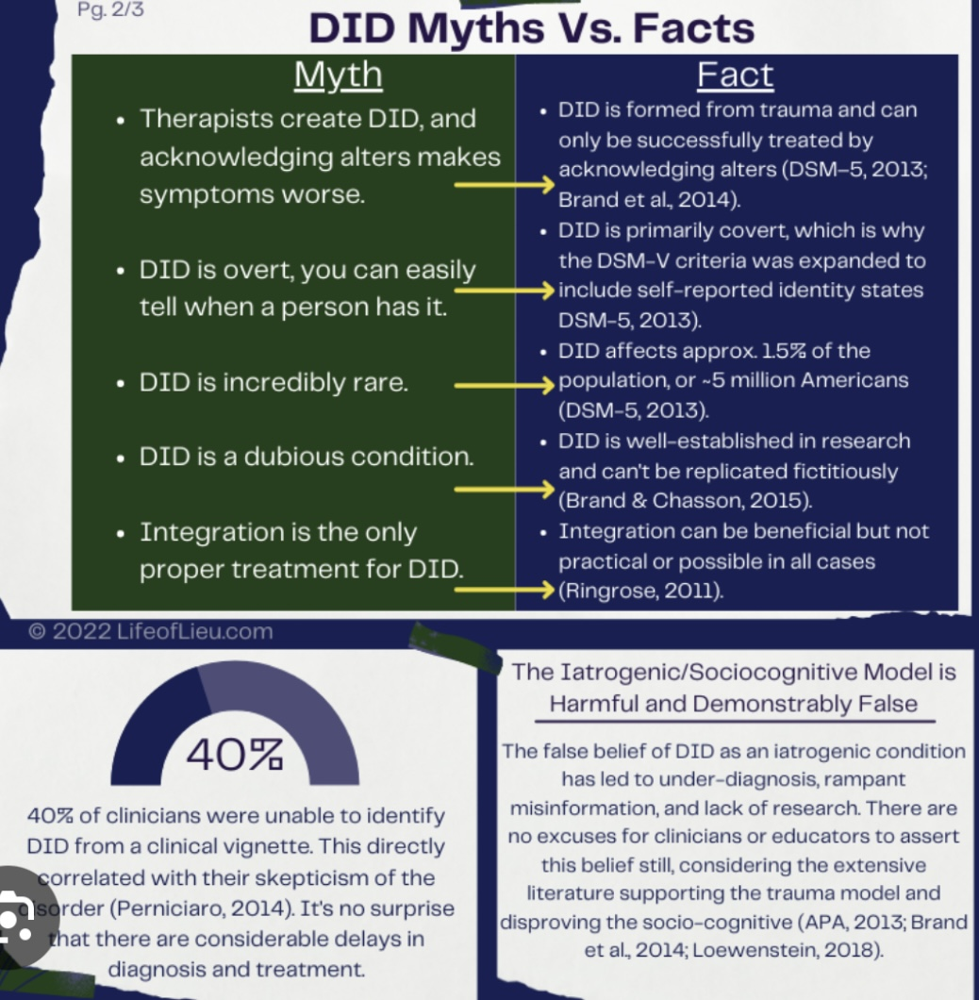 Pg. 2/3
DID Myths Vs. Facts
Myth
• Therapists create DID, and
acknowledging alters makes
symptoms worse.
• DID is overt, you can easily
tell when a person has it.
• DID is incredibly rare.
• DID is a dubious condition.
• Integration is the only
proper treatment for DID.
Fact
• DID is formed from trauma and can
only be successfully treated by
acknowledging alters (DSM–5, 2013;
Brand et al., 2014).
• DID is primarily covert, which is why
the DSM-V criteria was expanded to
include self-reported identity states
DSM-5, 2013).
• DID affects approx. 1.5% of the
population, or ~5 million Americans
(DSM-5, 2013).
• DID is well-established in research
and can't be replicated fictitiously
(Brand & Chasson, 2015).
• Integration can be beneficial but not
practical or possible in all cases
(Ringrose, 2011).
© 2022 LifeofLieu.com
40%
40% of clinicians were unable to identify
DID from a clinical vignette. This directly
correlated with their skepticism of the
disorder (Perniciaro, 2014). It's no surprise
that there are considerable delays in
diagnosis and treatment.
The Iatrogenic/Sociocognitive Model is
Harmful and Demonstrably False
The false belief of DID as an iatrogenic condition
has led to under-diagnosis, rampant
misinformation, and lack of research. There are
no excuses for clinicians or educators to assert
this belief still, considering the extensive
literature supporting the trauma model and
disproving the socio-cognitive (APA, 2013; Brand
et al., 2014; Loewenstein, 2018).